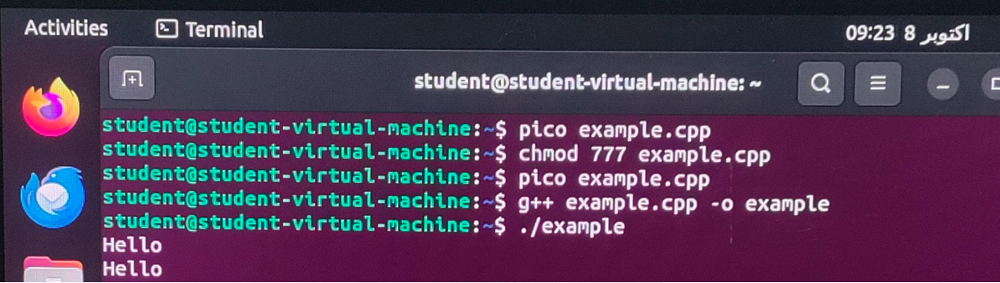 Activities
Terminal
اکتوبر 8 09:23
student@student-virtual-machine: ~
student@student-virtual-machine:~$ pico example.cpp
student@student-virtual-machine:~$ chmod 777 example.cpp
student@student-virtual-machine:~$ pico example.cpp
student@student-virtual-machine:~$ g++ example.cpp -o example
student@student-virtual-machine:~$ ./example
Hello
Hello